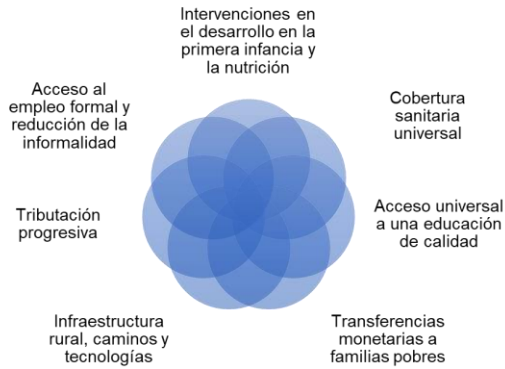 Intervenciones en
el desarrollo en la
primera infancia y
la nutrición
Cobertura
sanitaria
universal
Acceso universal
a una educación
de calidad
Transferencias
monetarias a
familias pobres
Infraestructura
rural, caminos y
tecnologías
Tributación
progresiva
Acceso al
empleo formal y
reducción de la
informalidad